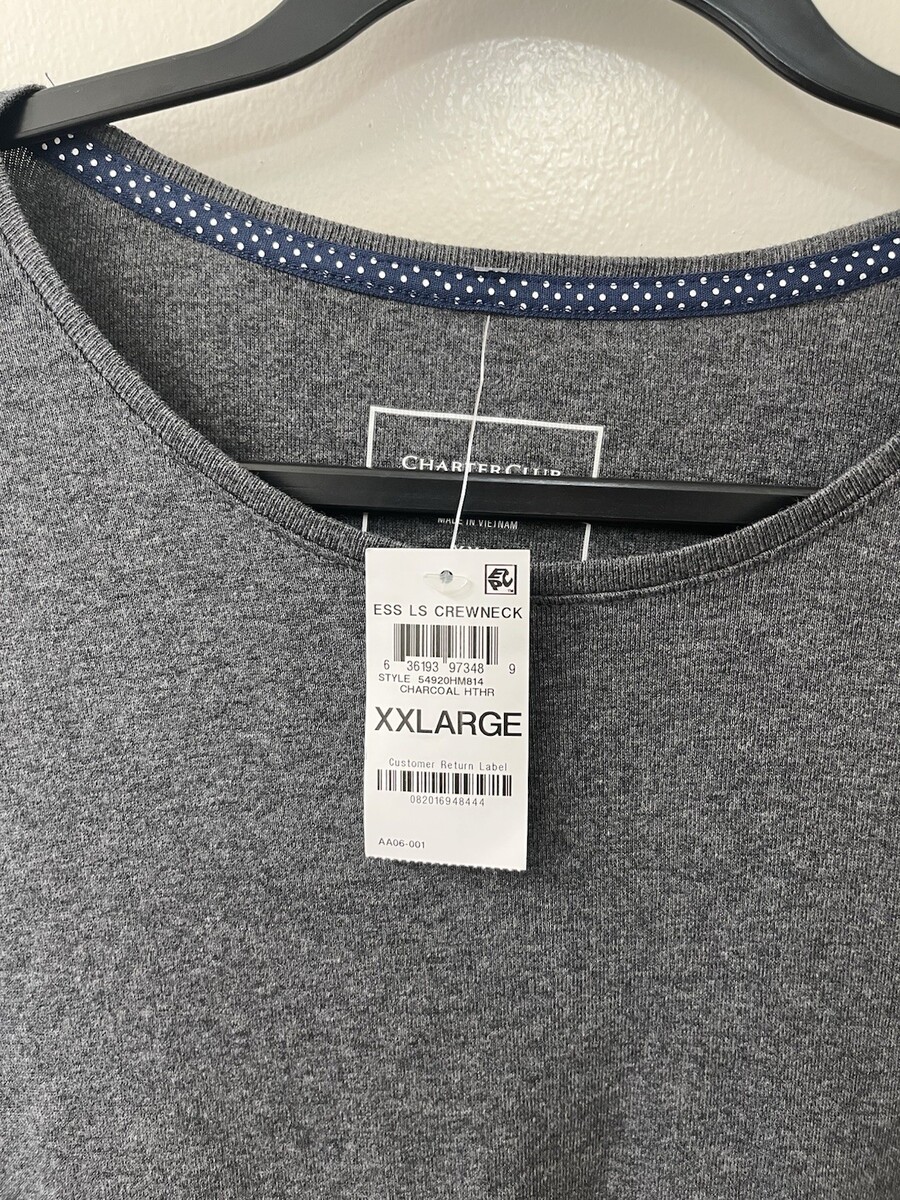 CHARTER CLUB
MADE IN VIETNAM
EPC
ESS LS CREWNECK
6 36193 97348 9
STYLE 54920HM814
CHARCOAL HTHR
XXLARGE
Customer Return Label
082016948444
AA06-001